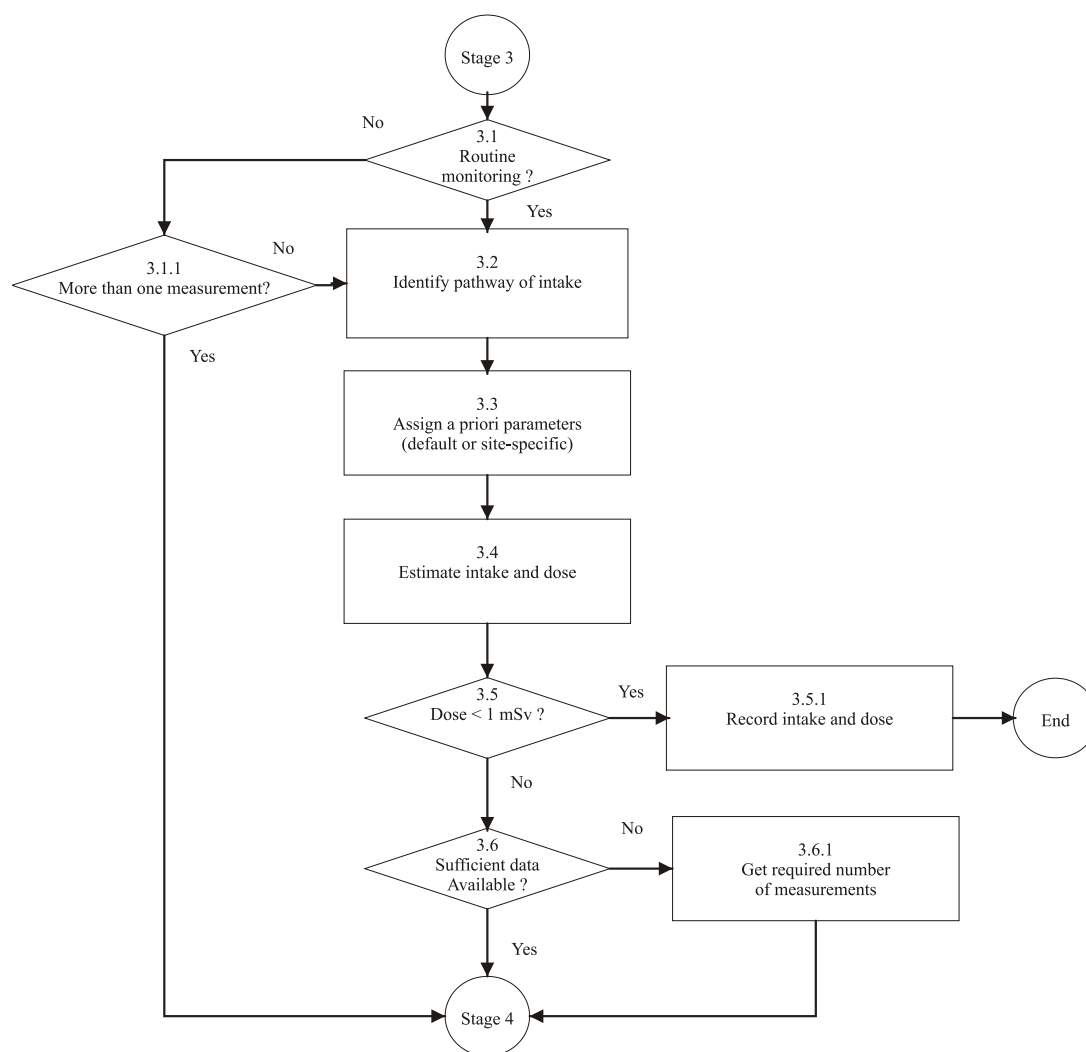 Stage 3
No
3.1
Routine
monitoring ?
Yes
3.1.1
More than one measurement?
No
3.2
Identify pathway of intake
Yes
3.3
Assign a priori parameters
(default or site-specific)
3.4
Estimate intake and dose
3.5
Dose < 1 mSv ?
Yes
3.5.1
Record intake and dose
End
No
3.6
Sufficient data
Available ?
No
3.6.1
Get required number
of measurements
Yes
Stage 4